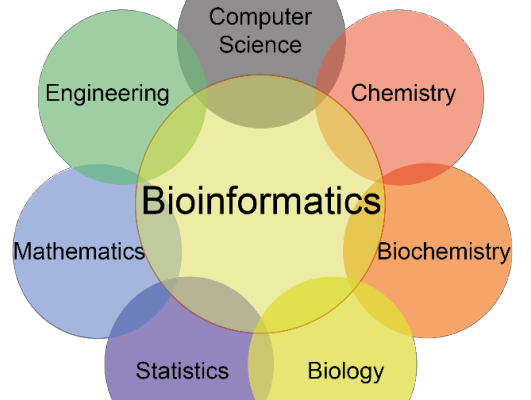 Computer
Science
Engineering
Chemistry
Bioinformatics
Mathematics
Biochemistry
Statistics
Biology